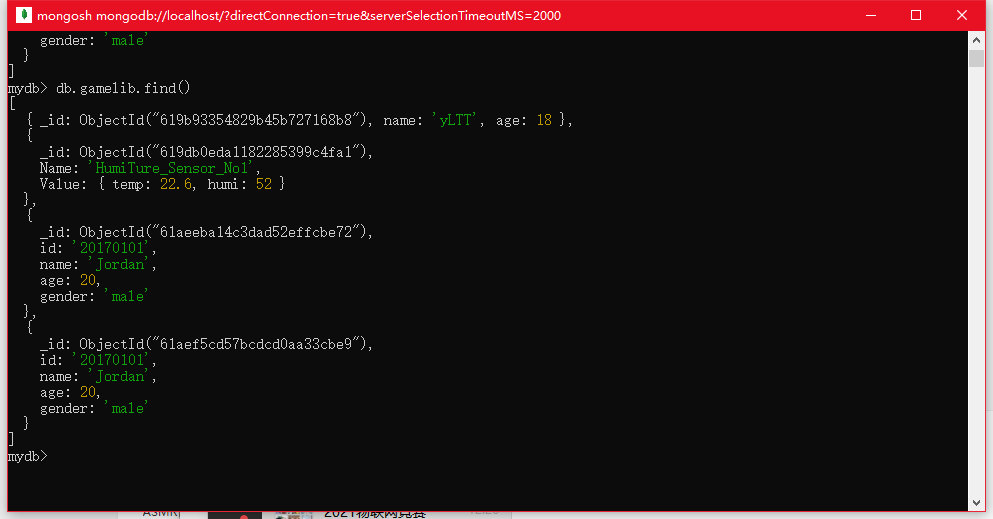 mongosh mongodb://localhost/?directConnection=true&serverSelectionTimeoutMS=2000
gender: 'male'
}
]
mydb> db.gamelib.find()
[
{ _id: ObjectId("619b93354829b45b727168b8"), name: 'yLTT', age: 18 },
{
_id: ObjectId("619db0eda1182285399c4fa1"),
Name: 'HumiTure_Sensor_No1',
Value: { temp: 22.6, humi: 52 }
},
{
_id: ObjectId("61aeeba14c3dad52effcbe72"),
id: '20170101',
name: 'Jordan',
age: 20,
gender: 'male'
},
{
_id: ObjectId("61aef5cd57bcdcd0aa33cbe9"),
id: '20170101',
name: 'Jordan',
age: 20,
gender: 'male'
}
]
mydb>
ASMR
2021物联网竞赛